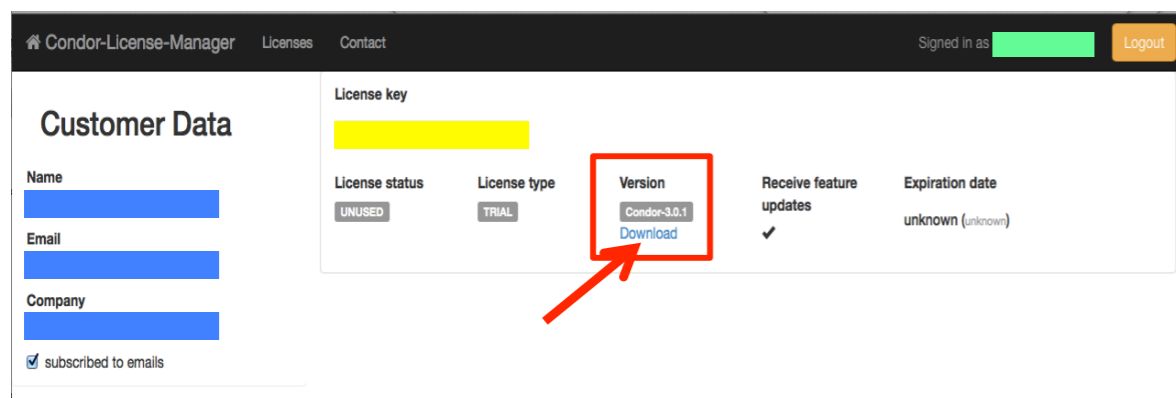 Condor-License-Manager Licenses Contact Signed in as Logout
Customer Data
Name
Email
Company
subscribed to emails
License key
License status License type Version Receive feature updates Expiration date
UNUSED TRIAL Condor-3.0.1 unknown (unknown)
Download